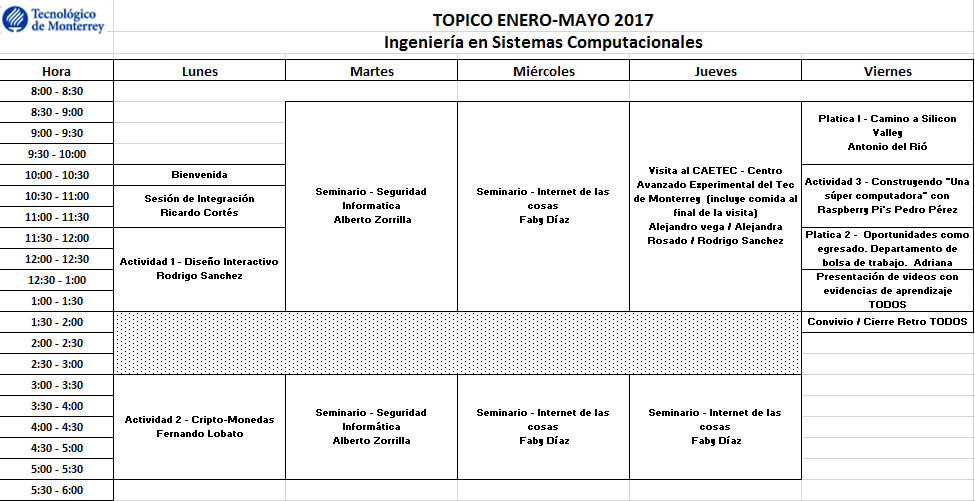 Tecnológico
de Monterrey
TOPICO ENERO-MAYO 2017
Ingeniería en Sistemas Computacionales
Hora Lunes Martes Miércoles Jueves Viernes
8:00 - 8:30
8:30 - 9:00
9:00 - 9:30
9:30 - 10:00
10:00 - 10:30
10:30 - 11:00
11:00 - 11:30
11:30 - 12:00
12:00 - 12:30
12:30 - 1:00
1:00 - 1:30
1:30 - 2:00
2:00 - 2:30
2:30 - 3:00
3:00 - 3:30
3:30 - 4:00
4:00 - 4:30
4:30 - 5:00
5:00 - 5:30
5:30 - 6:00
Bienvenida
Sesión de Integración
Ricardo Cortés
Actividad 1 - Diseño Interactivo
Rodrigo Sanchez
Actividad 2 - Cripto-Monedas
Fernando Lobato
Seminario - Seguridad
Informatica
Alberto Zorrilla
Seminario - Seguridad
Informática
Alberto Zorrilla
Seminario - Internet de las
cosas
Faby Díaz
Seminario - Internet de las
cosas
Faby Díaz
Visita al CAETEC - Centro
Avanzado Experimental del Tec
de Monterrey (incluye comida al
final de la visita)
Alejandro vega / Alejandra
Rosado / Rodrigo Sanchez
Seminario - Internet de las
cosas
Faby Díaz
Platica I - Camino a Silicon
Valley
Antonio del Rió
Actividad 3 - Construyendo "Una
súper computadora" con
Raspberry Pi's Pedro Pérez
Platica 2 - Oportunidades como
egresado. Departamento de
bolsa de trabajo. Adriana
Presentación de videos con
evidencias de aprendizaje
TODOS
Convivio / Cierre Retro TODOS